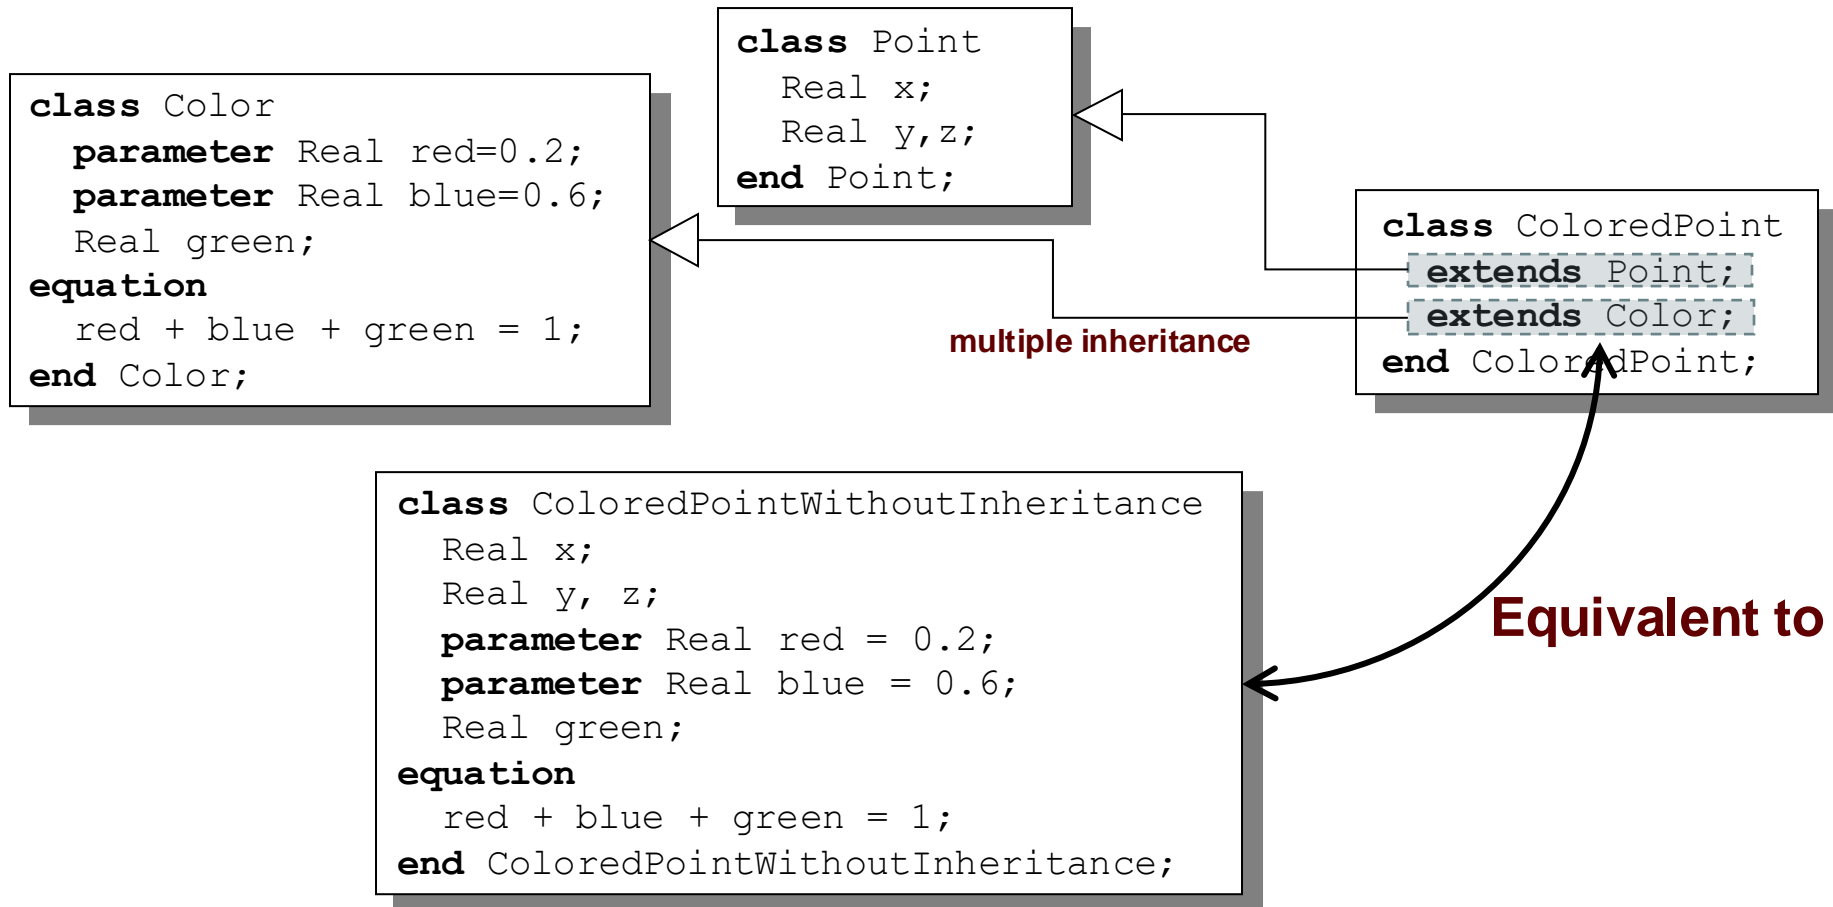 class Color
parameter Real red=0.2;
parameter Real blue=0.6;
Real green;
equation
red + blue + green = 1;
end Color;
class Point
Real x;
Real y,z;
end Point;
class ColoredPoint
extends Point;
extends Color;
end ColoredPoint;
multiple inheritance
class ColoredPointWithoutInheritance
Real x;
Real y, z;
parameter Real red = 0.2;
parameter Real blue = 0.6;
Real green;
equation
red + blue + green = 1;
end ColoredPointWithoutInheritance;
Equivalent to